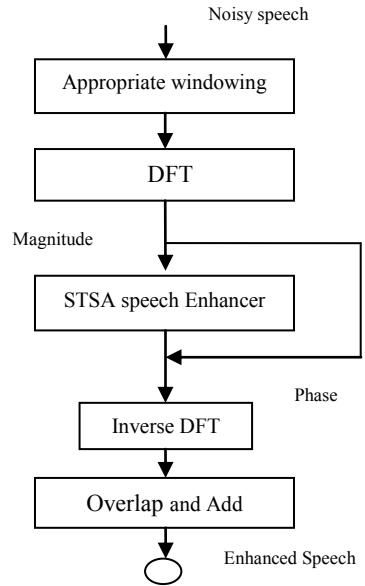 Noisy speech
Appropriate windowing
DFT
Magnitude
STSA speech Enhancer
Phase
Inverse DFT
Overlap and Add
Enhanced Speech